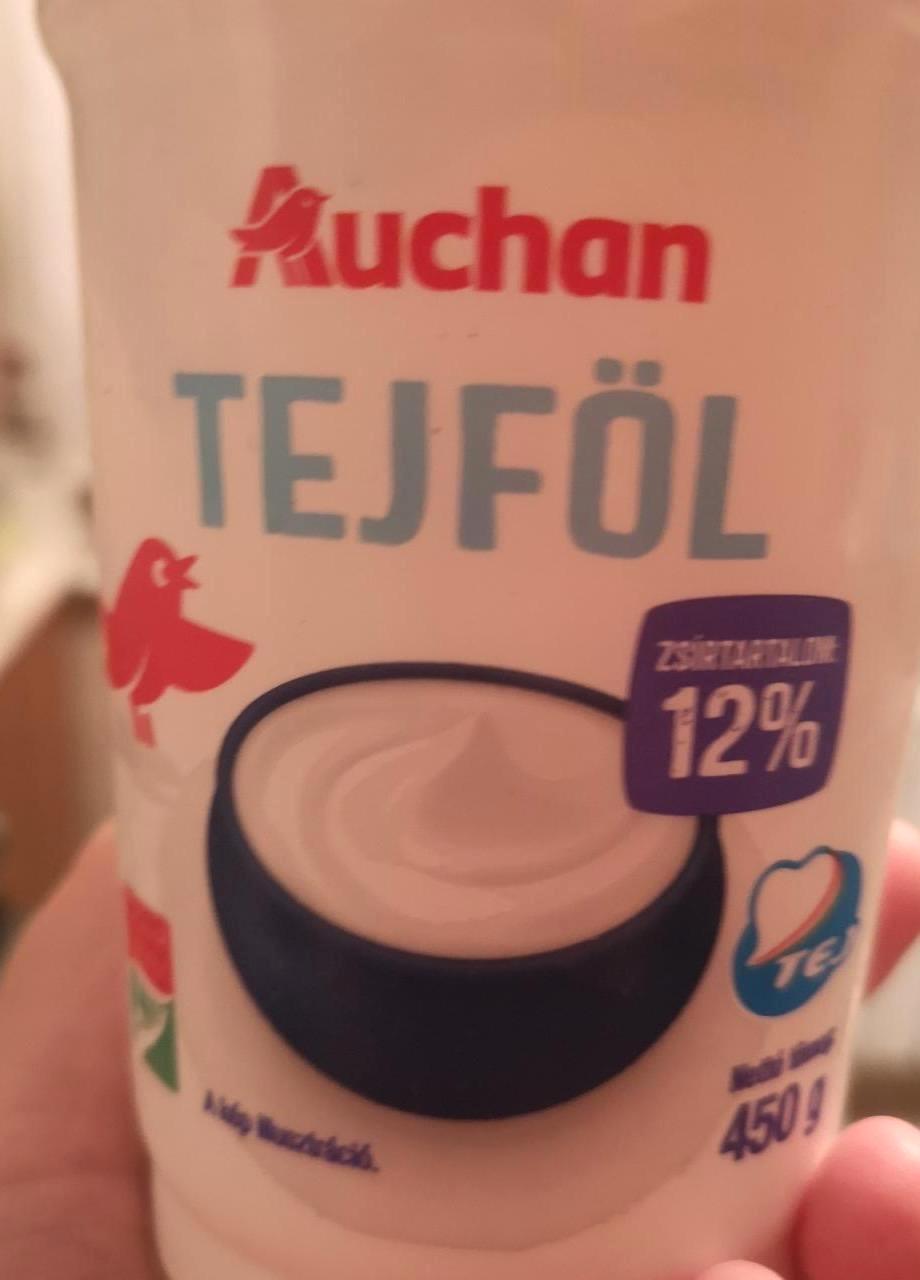 Auchan
TEJFÖL
ZSÍRTARTALOM:
12%
TEJ
Nettó tömeg:
450 g
A kép illusztráció.